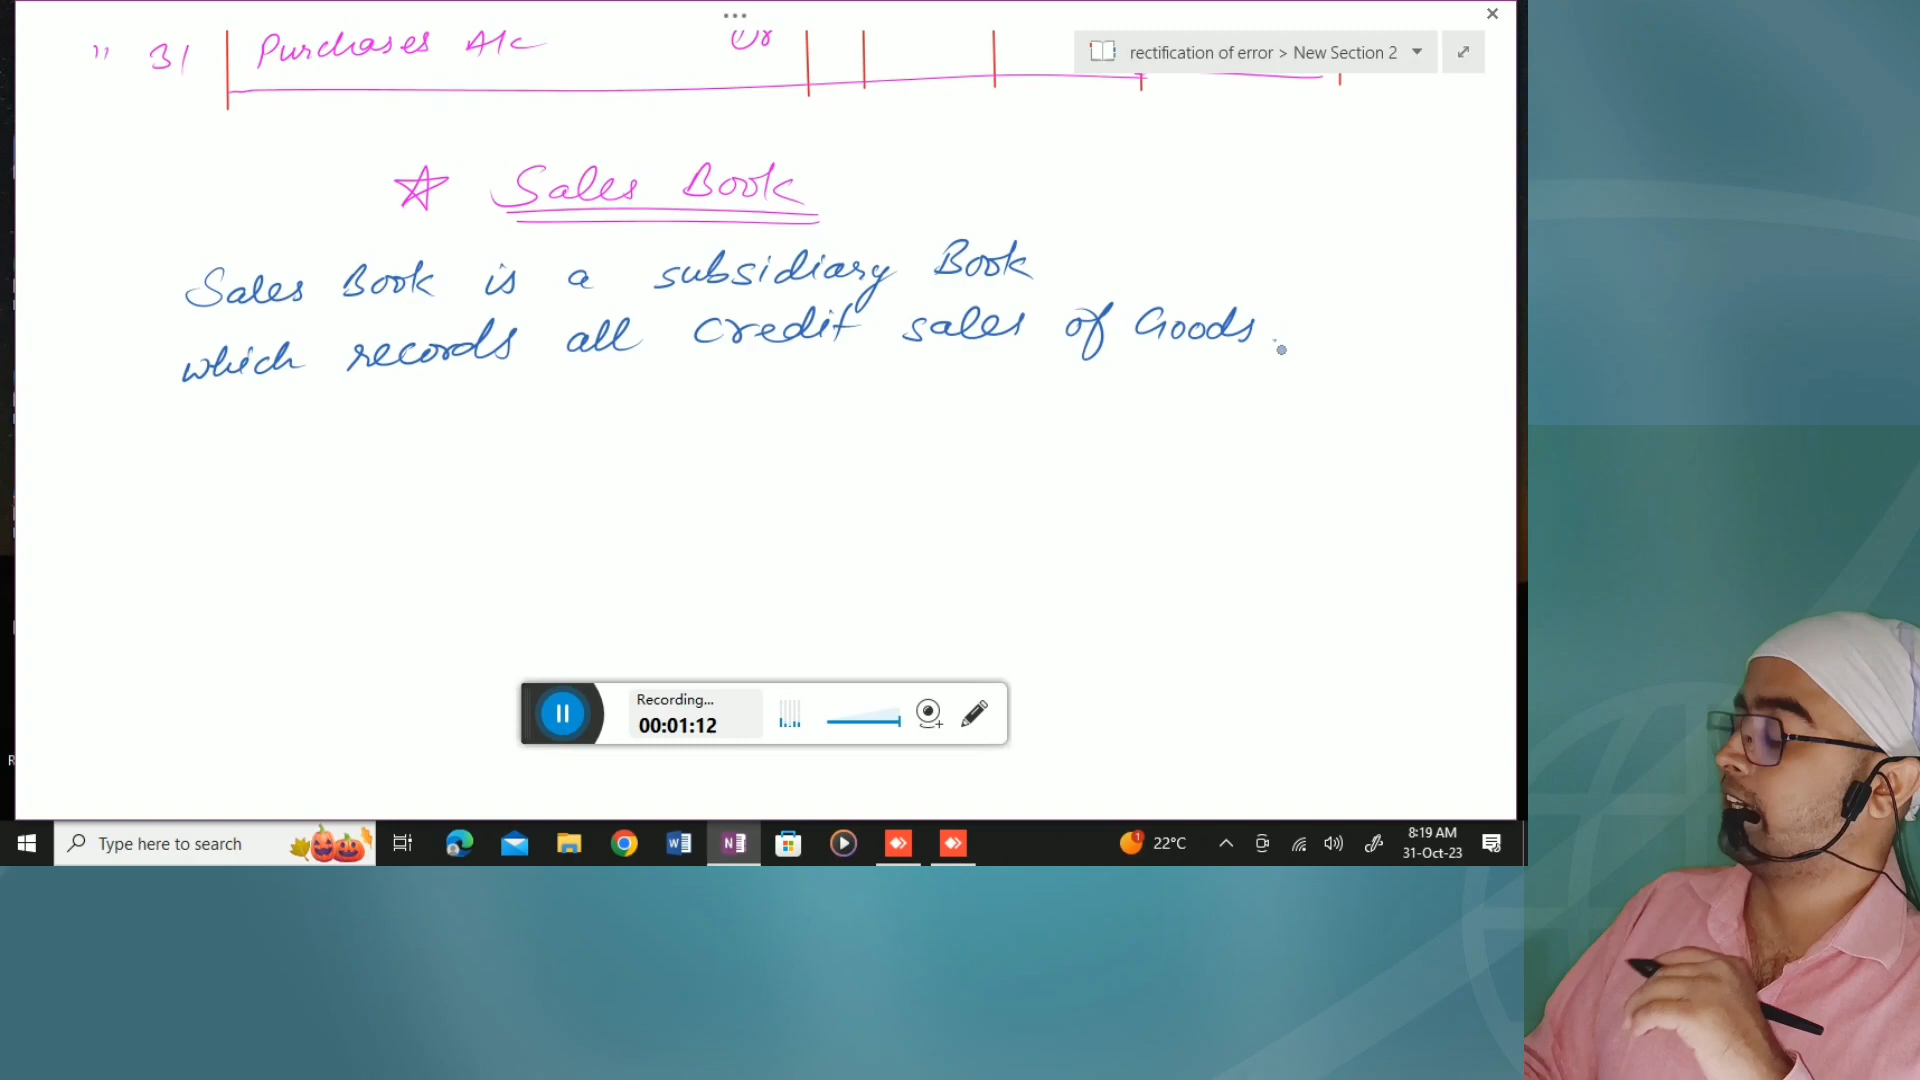 " 31 Purchases A/c Dr
rectification of error > New Section 2
☆ Sales Book
Sales Book is a subsidiary Book
which records all credit sales of Goods.
Recording...
00:01:12
Type here to search
22°C
8:19 AM
31-Oct-23